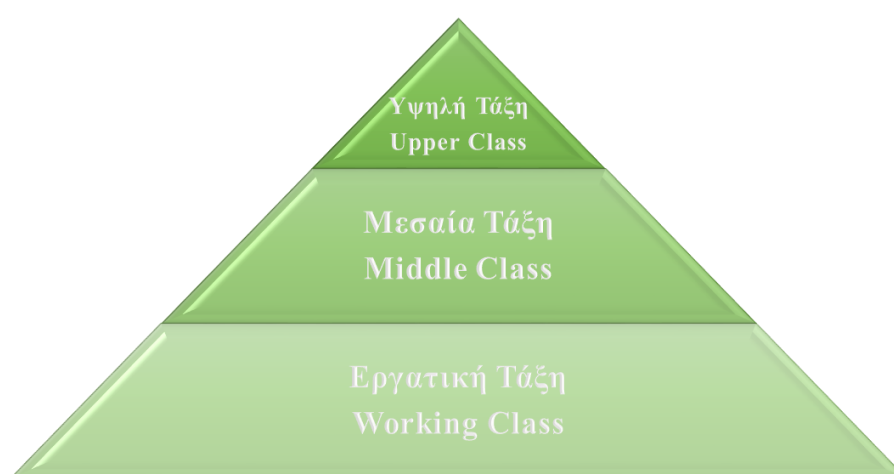 Υψηλή Τάξη
Upper Class
Μεσαία Τάξη
Middle Class
Εργατική Τάξη
Working Class